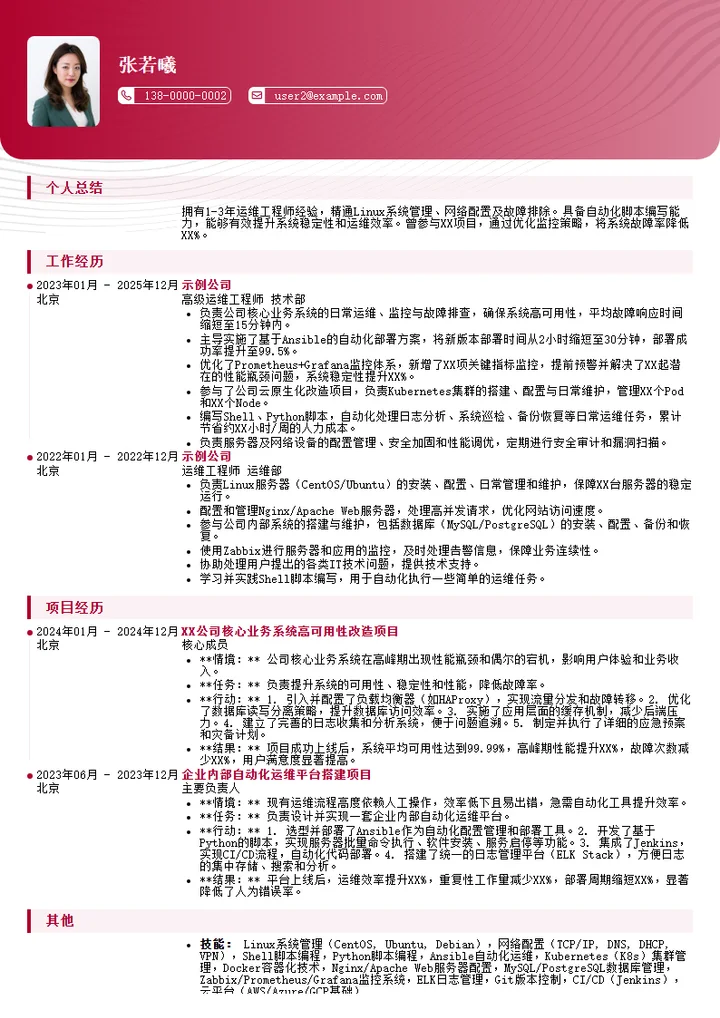 张若曦
138-0000-0002
user2@example.com
个人总结
拥有1-3年运维工程师经验，精通Linux系统管理、网络配置及故障排除。具备自动化脚本编写能
力，能够有效提升系统稳定性和运维效率。曾参与XX项目，通过优化监控策略，将系统故障率降低
XX%。
工作经历
2023年01月 - 2025年12月 示例公司
北京
高级运维工程师 技术部
• 负责公司核心业务系统的日常运维、监控与故障排查，确保系统高可用性，平均故障响应时间
缩短至15分钟内。
• 主导实施了基于Ansible的自动化部署方案，将新版本部署时间从2小时缩短至30分钟，部署成
功率提升至99.5%。
• 优化了Prometheus+Grafana监控体系，新增了XX项关键指标监控，提前预警并解决了XX起潜
在的性能瓶颈问题，系统稳定性提升XX%。
• 参与了公司云原生化改造项目，负责Kubernetes集群的搭建、配置与日常维护，管理XX个Pod
和XX个Node。
• 编写Shell、Python脚本，自动化处理日志分析、系统巡检、备份恢复等日常运维任务，累计
节省约XX小时/周的人力成本。
• 负责服务器及网络设备的配置管理、安全加固和性能调优，定期进行安全审计和漏洞扫描。
2022年01月 - 2022年12月 示例公司
北京
运维工程师 运维部
• 负责Linux服务器（CentOS/Ubuntu）的安装、配置、日常管理和维护，保障XX台服务器的稳定
运行。
• 配置和管理Nginx/Apache Web服务器，处理高并发请求，优化网站访问速度。
• 参与公司内部系统的搭建与维护，包括数据库（MySQL/PostgreSQL）的安装、配置、备份和恢
复。
• 使用Zabbix进行服务器和应用的监控，及时处理告警信息，保障业务连续性。
• 协助处理用户提出的各类IT技术问题，提供技术支持。
• 学习并实践Shell脚本编写，用于自动化执行一些简单的运维任务。
项目经历
2024年01月 - 2024年12月 XX公司核心业务系统高可用性改造项目
北京
核心成员
• **情境：** 公司核心业务系统在高峰期出现性能瓶颈和偶尔的宕机，影响用户体验和业务收
入。
• **任务：** 负责提升系统的可用性、稳定性和性能，降低故障率。
• **行动：** 1. 引入并配置了负载均衡器（如HAProxy），实现流量分发和故障转移。2. 优化
了数据库读写分离策略，提升数据库访问效率。3. 实施了应用层面的缓存机制，减少后端压
力。4. 建立了完善的日志收集和分析系统，便于问题追溯。5. 制定并执行了详细的应急预案
和灾备计划。
• **结果：** 项目成功上线后，系统平均可用性达到99.99%，高峰期性能提升XX%，故障次数减
少XX%，用户满意度显著提高。
2023年06月 - 2023年12月 企业内部自动化运维平台搭建项目
北京
主要负责人
• **情境：** 现有运维流程高度依赖人工操作，效率低下且易出错，急需自动化工具提升效率。
• **任务：** 负责设计并实现一套企业内部自动化运维平台。
• **行动：** 1. 选型并部署了Ansible作为自动化配置管理和部署工具。2. 开发了基于
Python的脚本，实现服务器批量命令执行、软件安装、服务启停等功能。3. 集成了Jenkins，
实现CI/CD流程，自动化代码部署。4. 搭建了统一的日志管理平台（ELK Stack），方便日志
的集中存储、搜索和分析。
• **结果：** 平台上线后，运维效率提升XX%，重复性工作量减少XX%，部署周期缩短XX%，显著
降低了人为错误率。
其他
• 技能： Linux系统管理（CentOS, Ubuntu, Debian），网络配置（TCP/IP, DNS, DHCP,
VPN），Shell脚本编程，Python脚本编程，Ansible自动化运维，Kubernetes（K8s）集群管
理，Docker容器化技术，Nginx/Apache Web服务器配置，MySQL/PostgreSQL数据库管理，
Zabbix/Prometheus/Grafana监控系统，ELK日志管理，Git版本控制，CI/CD（Jenkins），
云平台（AWS/Azure/GCP基础）